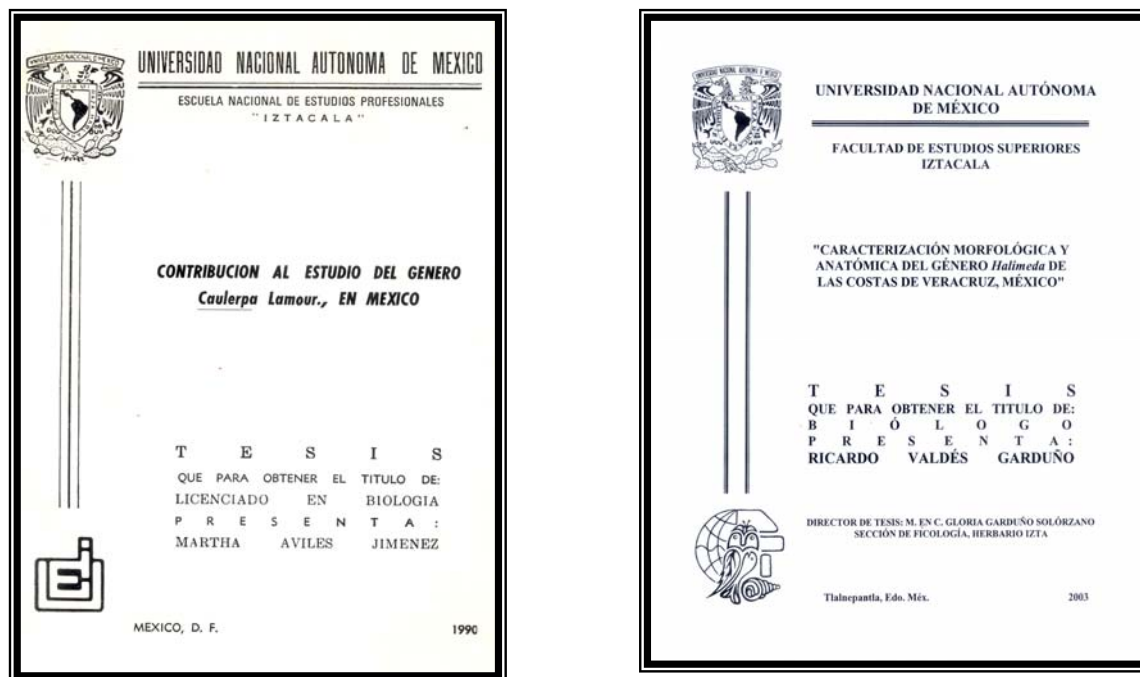 UNIVERSIDAD NACIONAL AUTONOMA DE MEXICO
ESCUELA NACIONAL DE ESTUDIOS PROFESIONALES
"IZTACALA"
CONTRIBUCION AL ESTUDIO DEL GENERO
Caulerpa Lamour., EN MEXICO
T E S I S
QUE PARA OBTENER EL TITULO DE:
LICENCIADO EN BIOLOGIA
P R E S E N T A :
MARTHA AVILES JIMENEZ
MEXICO, D. F. 1990
UNIVERSIDAD NACIONAL AUTÓNOMA
DE MÉXICO
FACULTAD DE ESTUDIOS SUPERIORES
IZTACALA
"CARACTERIZACIÓN MORFOLÓGICA Y
ANATÓMICA DEL GÉNERO Halimeda DE
LAS COSTAS DE VERACRUZ, MÉXICO"
T E S I S
QUE PARA OBTENER EL TITULO DE:
B I Ó L O G O
P R E S E N T A :
RICARDO VALDÉS GARDUÑO
DIRECTOR DE TESIS: M. EN C. GLORIA GARDUÑO SOLÓRZANO
SECCIÓN DE FICOLOGÍA, HERBARIO IZTA
Tlalnepantla, Edo. Méx. 2003